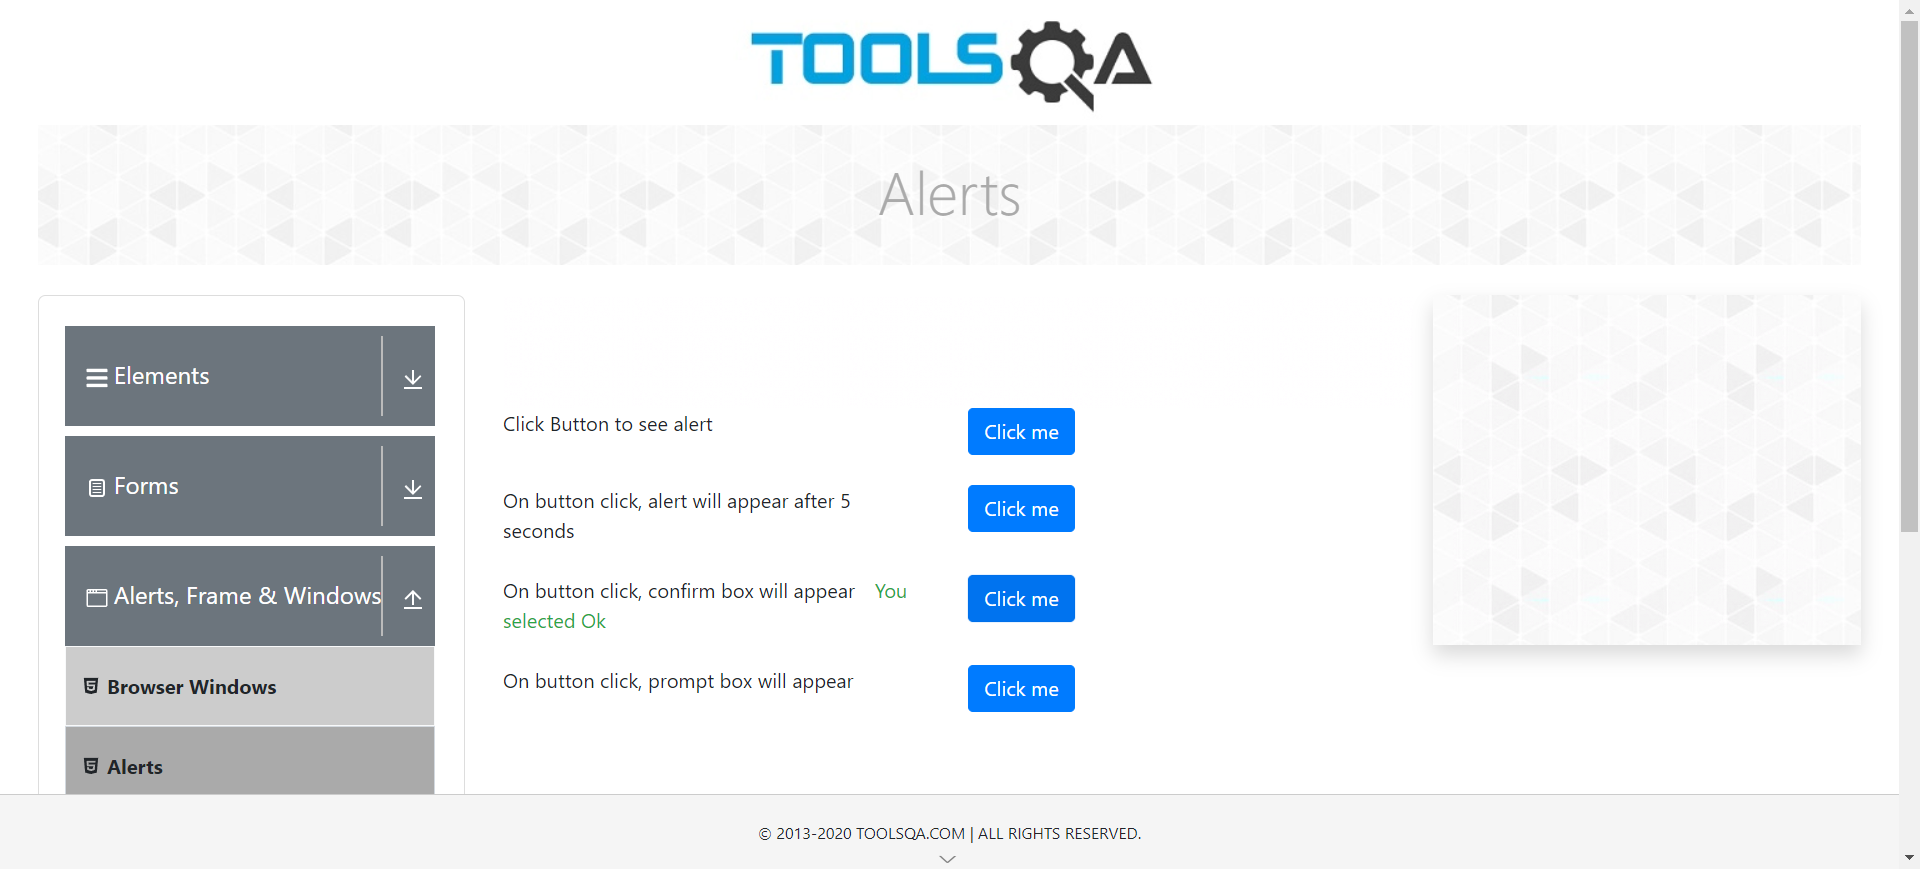 TOOLSQA
Alerts
Elements
Forms
Alerts, Frame & Windows
Browser Windows
Alerts
Click Button to see alert
Click me
On button click, alert will appear after 5
seconds
Click me
On button click, confirm box will appear You
selected Ok
Click me
On button click, prompt box will appear
Click me
© 2013-2020 TOOLSQA.COM | ALL RIGHTS RESERVED.